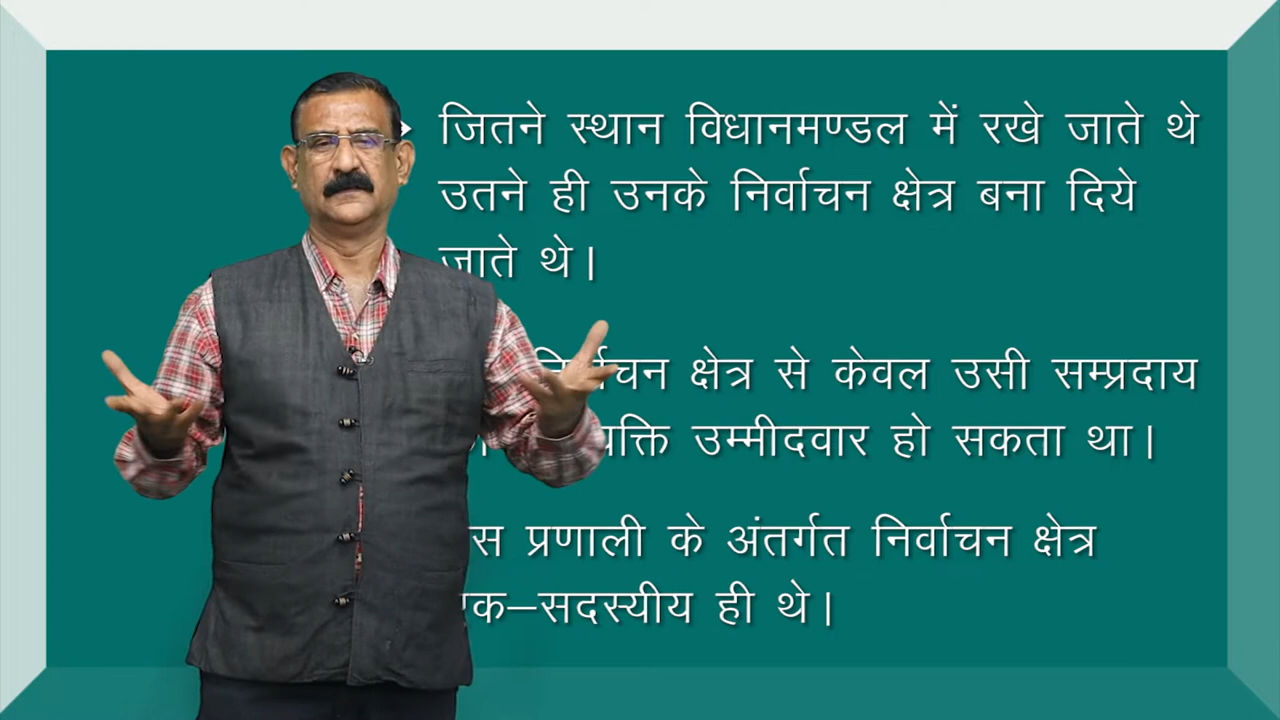 जितने स्थान विधानमण्डल में रखे जाते थे
उतने ही उनके निर्वाचन क्षेत्र बना दिये
जाते थे।
निर्वाचन क्षेत्र से केवल उसी सम्प्रदाय
उम्मीदवार हो सकता था।
प्रणाली के अंतर्गत निर्वाचन क्षेत्र
सदस्यीय ही थे।